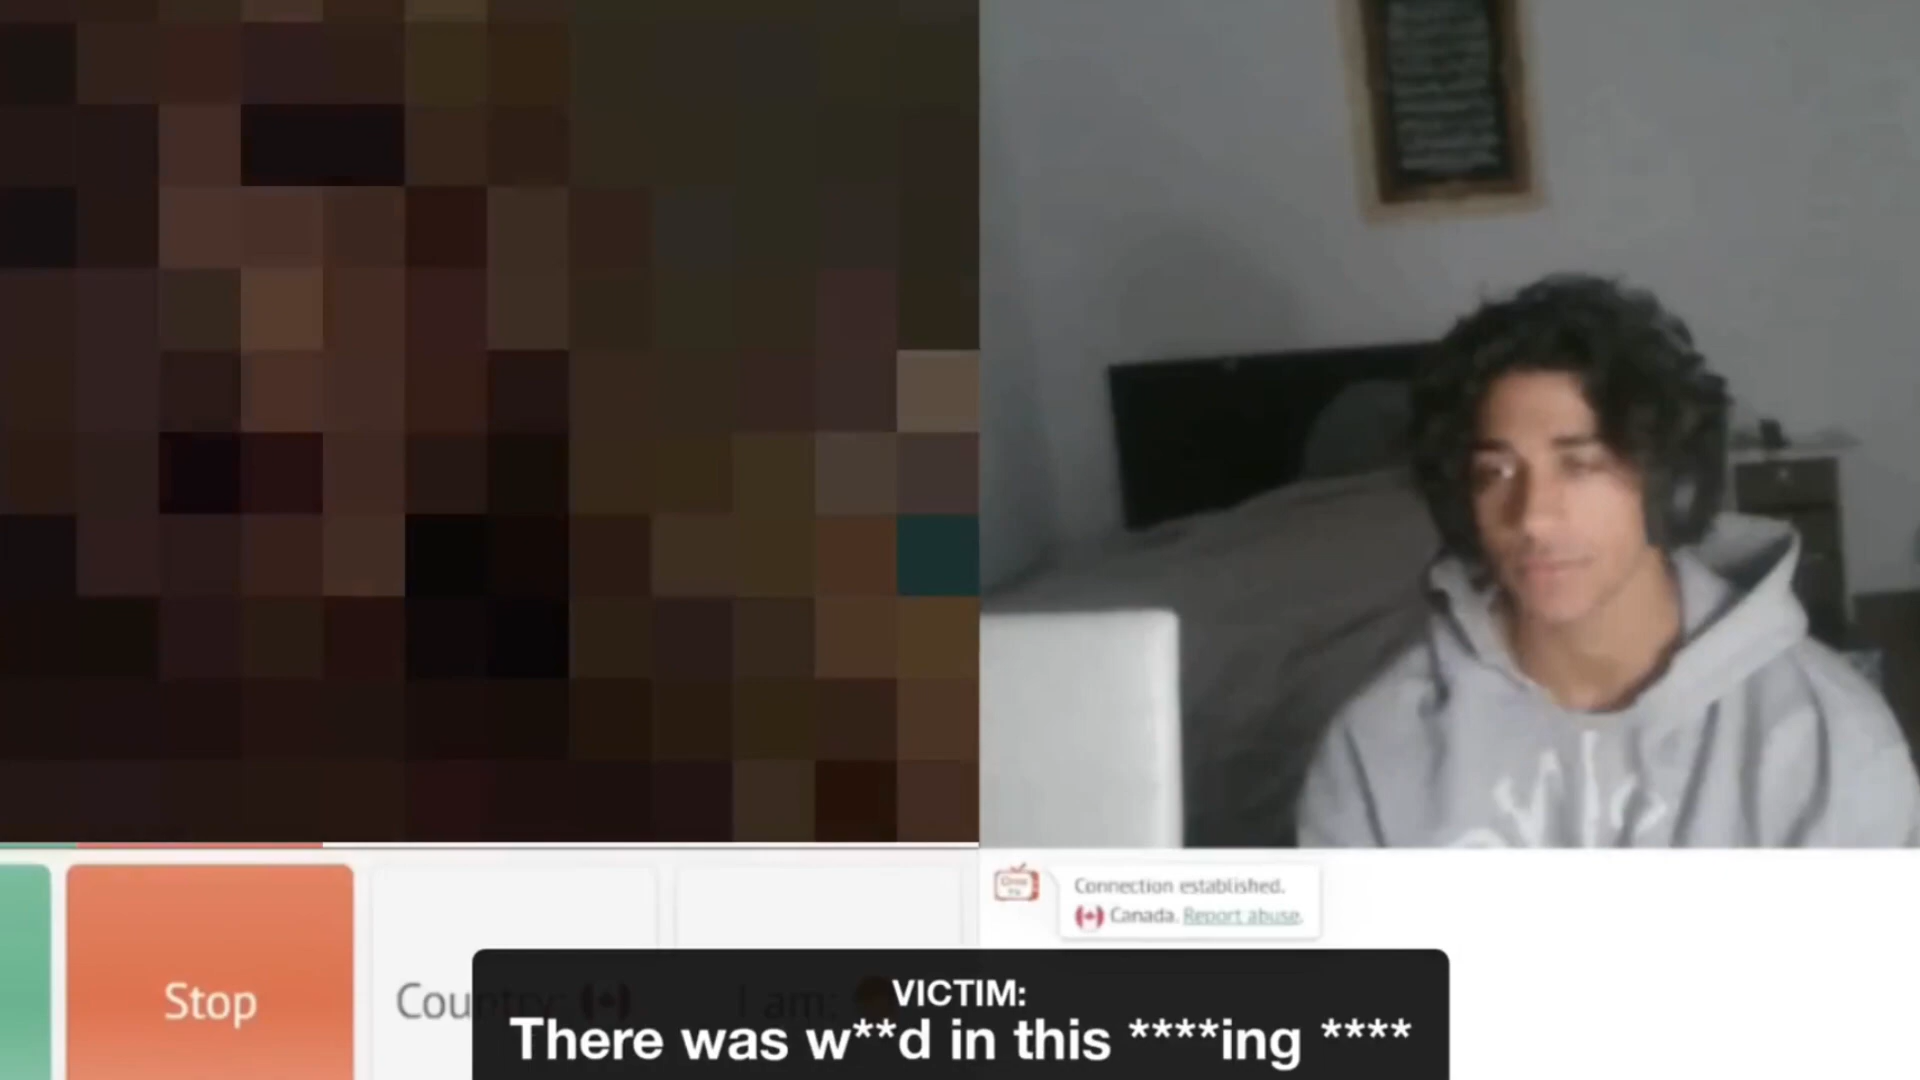 Connection established.
Canada. Report abuse.
Stop
Country:
I am:
VICTIM:
There was w**d in this ****ing ****